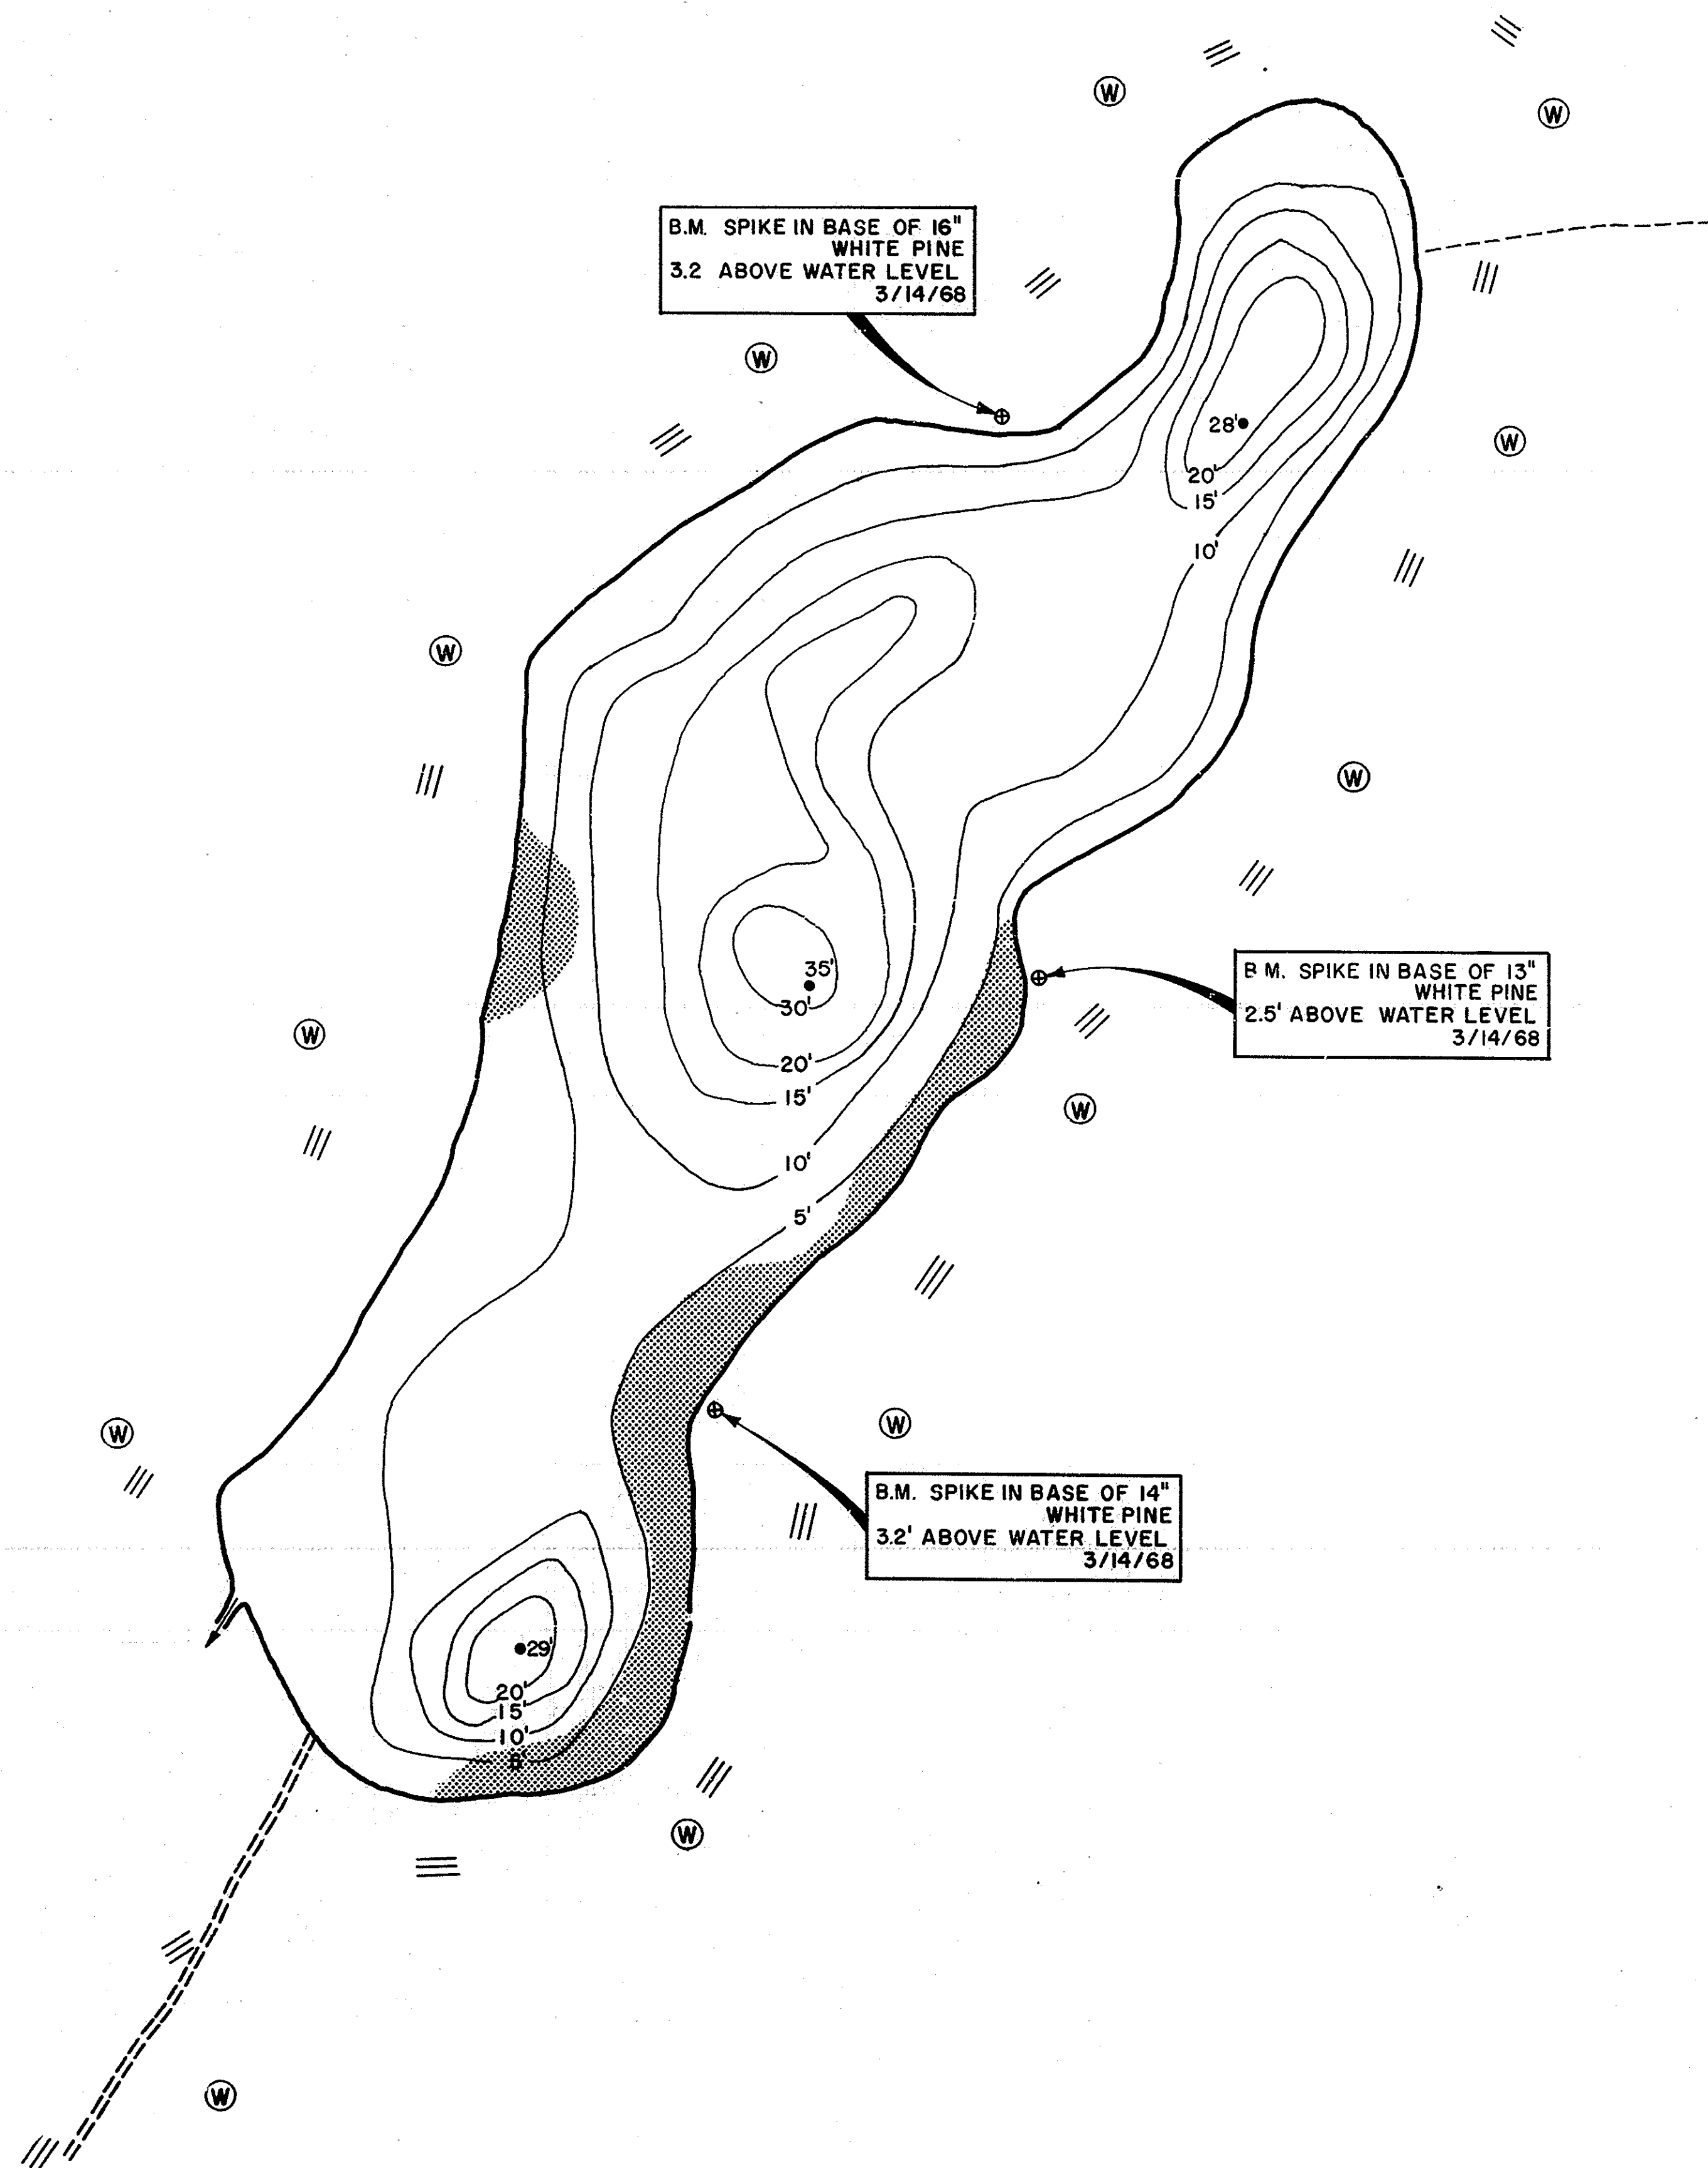 W
W
B.M. SPIKE IN BASE OF 16"
WHITE PINE
3.2 ABOVE WATER LEVEL
3/14/68
W
28'
W
20'
15'
10'
W
W
35'
30'
B M. SPIKE IN BASE OF 13"
WHITE PINE
2.5' ABOVE WATER LEVEL
3/14/68
W
20'
15'
W
10'
5'
W
W
B.M. SPIKE IN BASE OF 14"
WHITE PINE
3.2' ABOVE WATER LEVEL
3/14/68
29'
20'
15'
10'
W
W